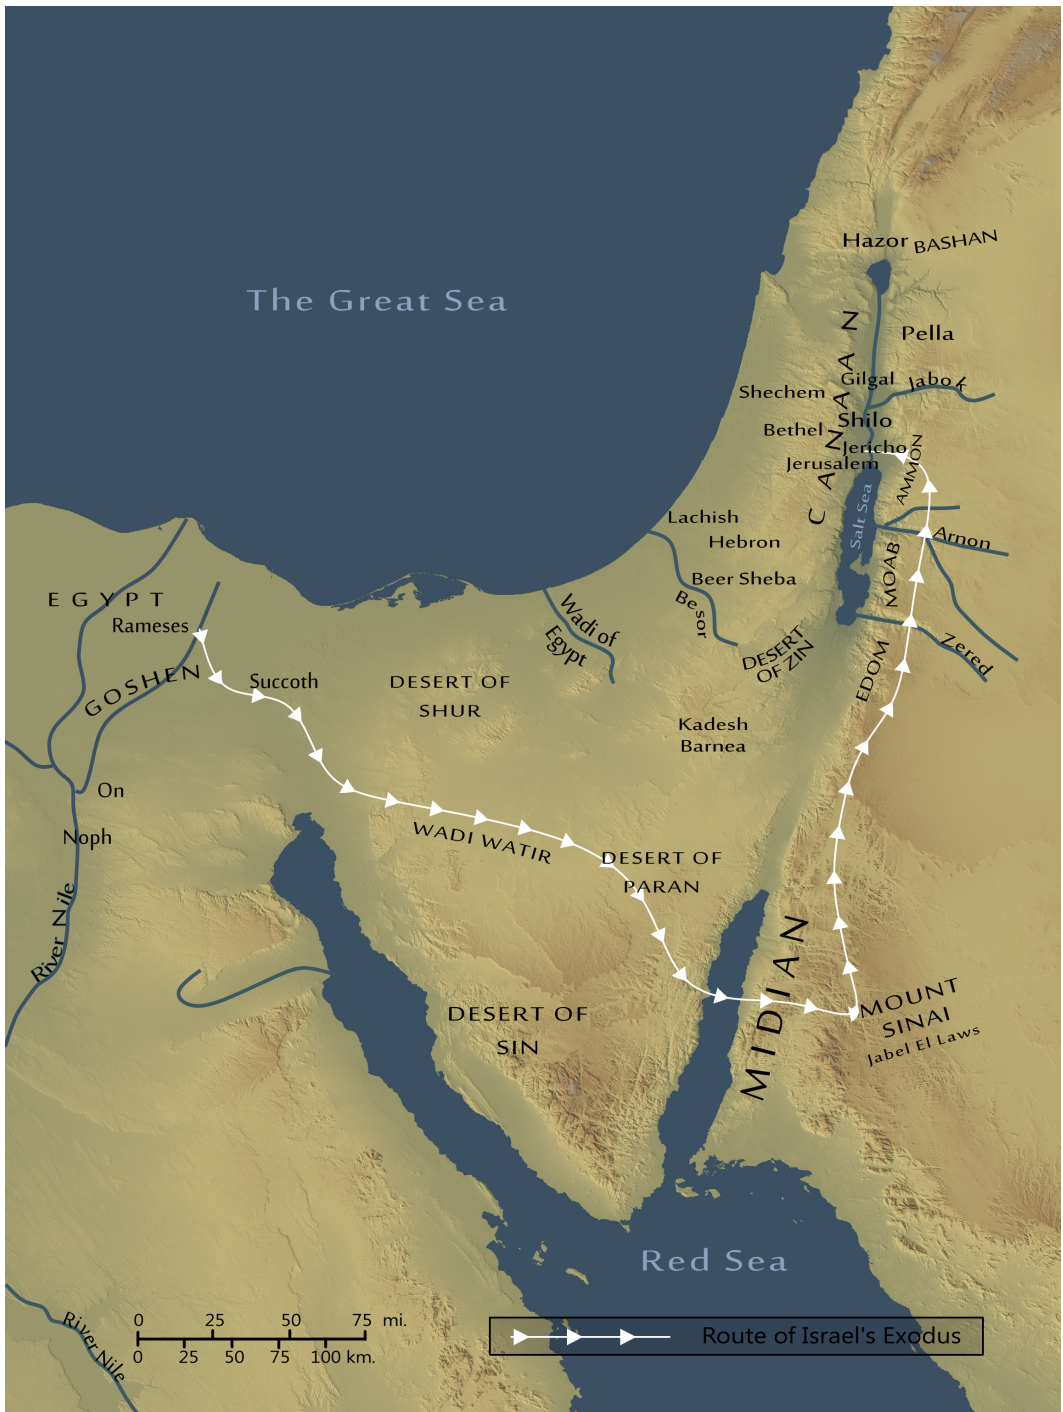 Hazor
BASHAN
The Great Sea
CANAAN
Pella
Gilgal
Jabok
Shechem
Shilo
Bethel
Jericho
Jerusalem
AMMON
Lachish
Salt Sea
Arnon
Hebron
MOAB
Beer Sheba
Besor
EGYPT
Rameses
Wadi of
Egypt
DESERT
OF ZIN
Zered
EDOM
GOSHEN
Succoth
DESERT OF
SHUR
Kadesh
Barnea
On
Noph
WADI WATIR
DESERT OF
PARAN
River Nile
MIDIAN
DESERT OF
SIN
MOUNT
SINAI
Jabel El Laws
Red Sea
River Nile
0 25 50 75 mi.
0 25 50 75 100 km.
Route of Israel's Exodus